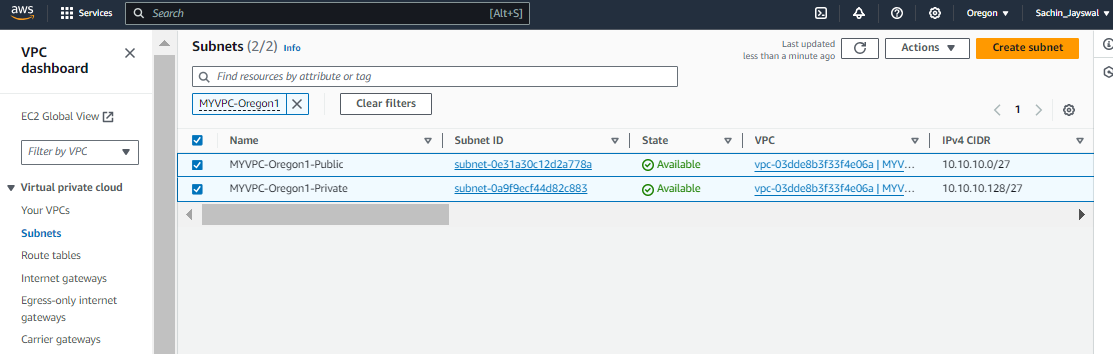 aws Services Search [Alt+S] Oregon Sachin_Jayswal
VPC dashboard
EC2 Global View
Filter by VPC
Virtual private cloud
Your VPCs
Subnets
Route tables
Internet gateways
Egress-only internet gateways
Carrier gateways
Subnets (2/2) Info
Last updated less than a minute ago
Actions
Create subnet
Find resources by attribute or tag
MYVPC-Oregon1
Clear filters
1
Name Subnet ID State VPC IPv4 CIDR
MYVPC-Oregon1-Public subnet-0e31a30c12d2a778a Available vpc-03dde8b3f33f4e06a | MYV... 10.10.10.0/27
MYVPC-Oregon1-Private subnet-0a9f9ecf44d82c883 Available vpc-03dde8b3f33f4e06a | MYV... 10.10.10.128/27